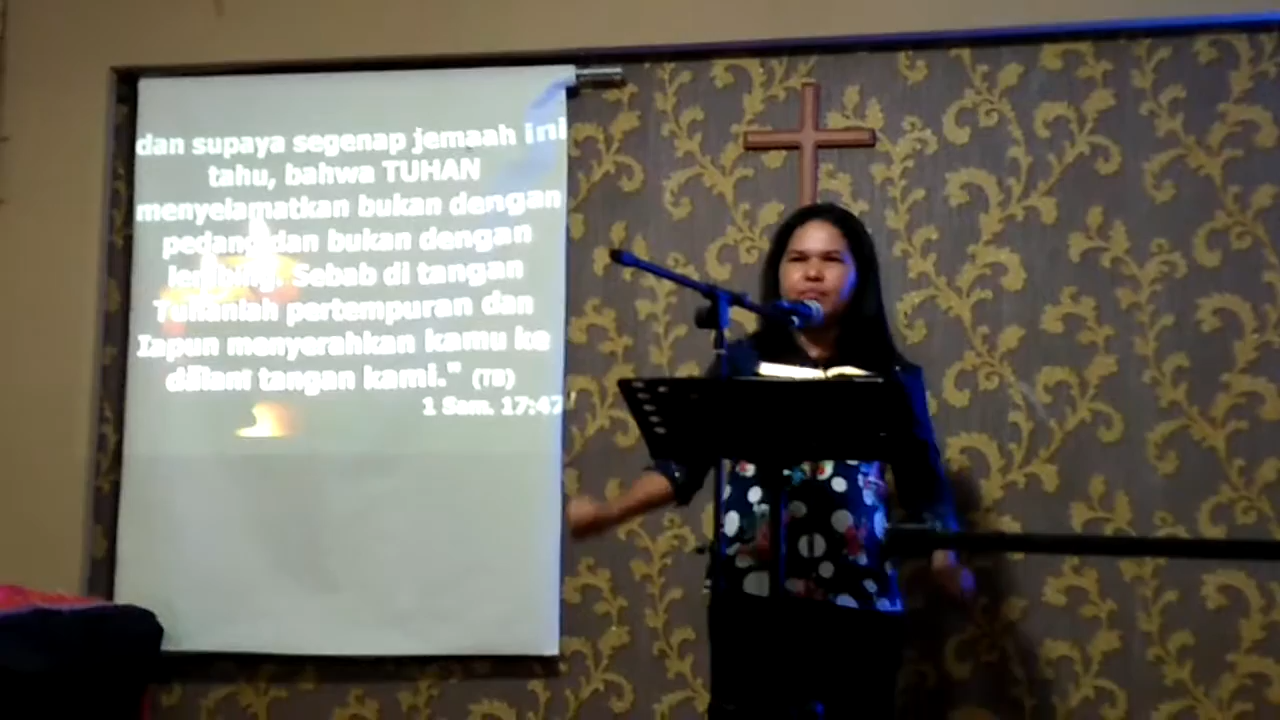 dan supaya segenap jemaah ini
tahu, bahwa TUHAN
menyelamatkan bukan dengan
pedang dan bukan dengan
lembing. Sebab di tangan
Tuhanlah pertempuran dan
Iapun menyerahkan kamu ke
dalam tangan kami." (TB)
1 Sam. 17:47